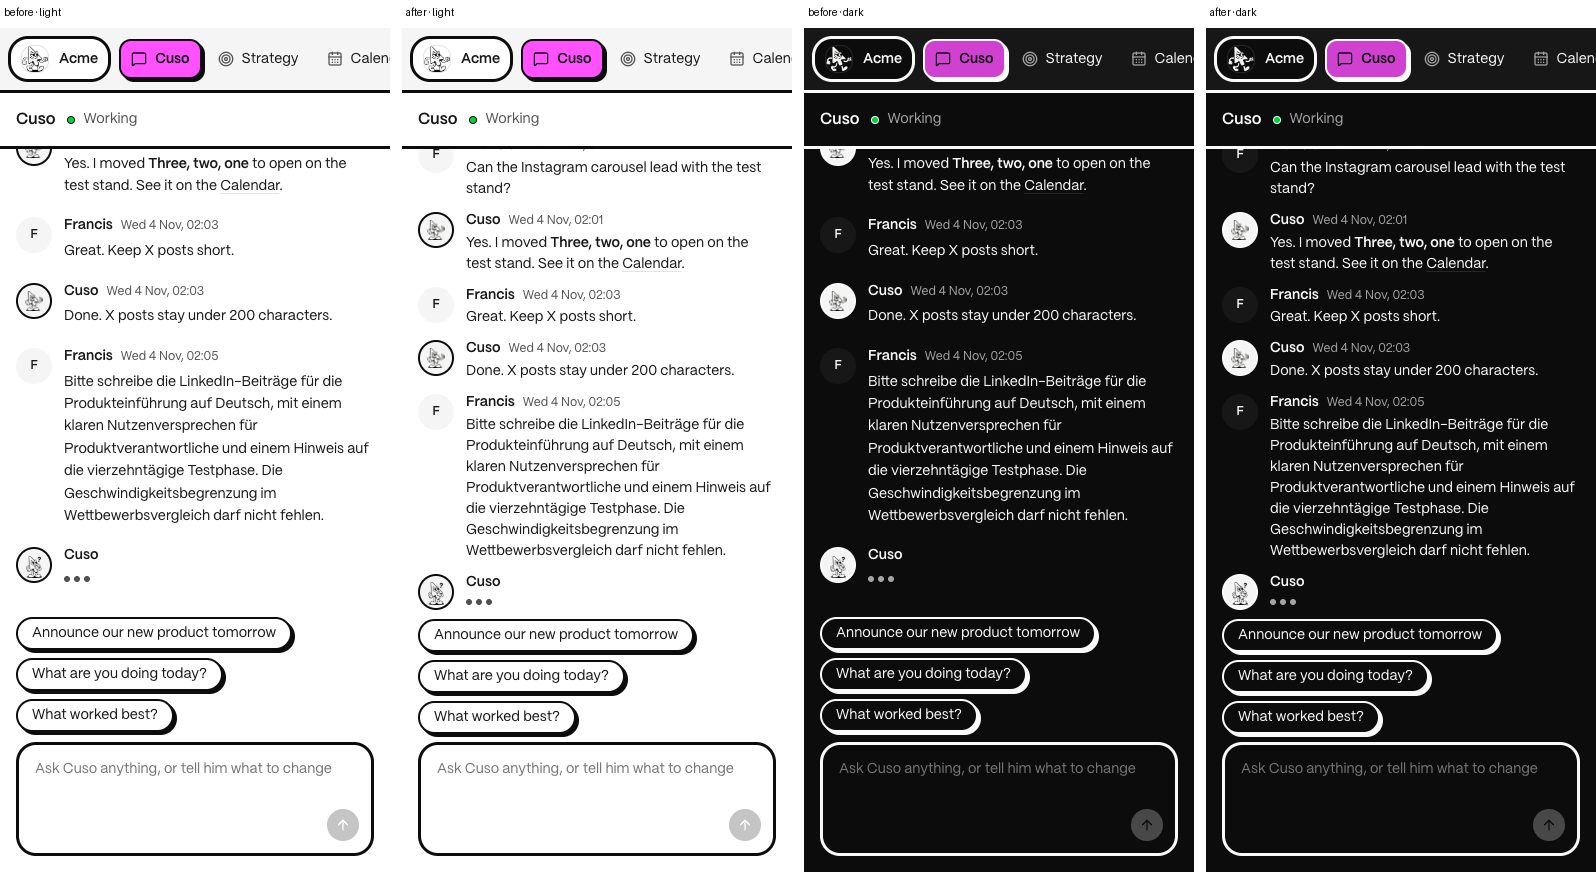 before·light
Acme
Cuso
Strategy
Calen
Cuso
Working
Yes. I moved Three, two, one to open on the
test stand. See it on the Calendar.
F
Francis Wed 4 Nov, 02:03
Great. Keep X posts short.
Cuso Wed 4 Nov, 02:03
Done. X posts stay under 200 characters.
F
Francis Wed 4 Nov, 02:05
Bitte schreibe die LinkedIn-Beiträge für die
Produkteinführung auf Deutsch, mit einem
klaren Nutzenversprechen für
Produktverantwortliche und einem Hinweis auf
die vierzehntägige Testphase. Die
Geschwindigkeitsbegrenzung im
Wettbewerbsvergleich darf nicht fehlen.
Cuso
Announce our new product tomorrow
What are you doing today?
What worked best?
Ask Cuso anything, or tell him what to change
after·light
Acme
Cuso
Strategy
Calen
Cuso
Working
F
Can the Instagram carousel lead with the test
stand?
Cuso Wed 4 Nov, 02:01
Yes. I moved Three, two, one to open on the
test stand. See it on the Calendar.
F
Francis Wed 4 Nov, 02:03
Great. Keep X posts short.
Cuso Wed 4 Nov, 02:03
Done. X posts stay under 200 characters.
F
Francis Wed 4 Nov, 02:05
Bitte schreibe die LinkedIn-Beiträge für die
Produkteinführung auf Deutsch, mit einem
klaren Nutzenversprechen für
Produktverantwortliche und einem Hinweis auf
die vierzehntägige Testphase. Die
Geschwindigkeitsbegrenzung im
Wettbewerbsvergleich darf nicht fehlen.
Cuso
Announce our new product tomorrow
What are you doing today?
What worked best?
Ask Cuso anything, or tell him what to change
before·dark
Acme
Cuso
Strategy
Calen
Cuso
Working
Yes. I moved Three, two, one to open on the
test stand. See it on the Calendar.
F
Francis Wed 4 Nov, 02:03
Great. Keep X posts short.
Cuso Wed 4 Nov, 02:03
Done. X posts stay under 200 characters.
F
Francis Wed 4 Nov, 02:05
Bitte schreibe die LinkedIn-Beiträge für die
Produkteinführung auf Deutsch, mit einem
klaren Nutzenversprechen für
Produktverantwortliche und einem Hinweis auf
die vierzehntägige Testphase. Die
Geschwindigkeitsbegrenzung im
Wettbewerbsvergleich darf nicht fehlen.
Cuso
Announce our new product tomorrow
What are you doing today?
What worked best?
Ask Cuso anything, or tell him what to change
after·dark
Acme
Cuso
Strategy
Calen
Cuso
Working
F
Can the Instagram carousel lead with the test
stand?
Cuso Wed 4 Nov, 02:01
Yes. I moved Three, two, one to open on the
test stand. See it on the Calendar.
F
Francis Wed 4 Nov, 02:03
Great. Keep X posts short.
Cuso Wed 4 Nov, 02:03
Done. X posts stay under 200 characters.
F
Francis Wed 4 Nov, 02:05
Bitte schreibe die LinkedIn-Beiträge für die
Produkteinführung auf Deutsch, mit einem
klaren Nutzenversprechen für
Produktverantwortliche und einem Hinweis auf
die vierzehntägige Testphase. Die
Geschwindigkeitsbegrenzung im
Wettbewerbsvergleich darf nicht fehlen.
Cuso
Announce our new product tomorrow
What are you doing today?
What worked best?
Ask Cuso anything, or tell him what to change